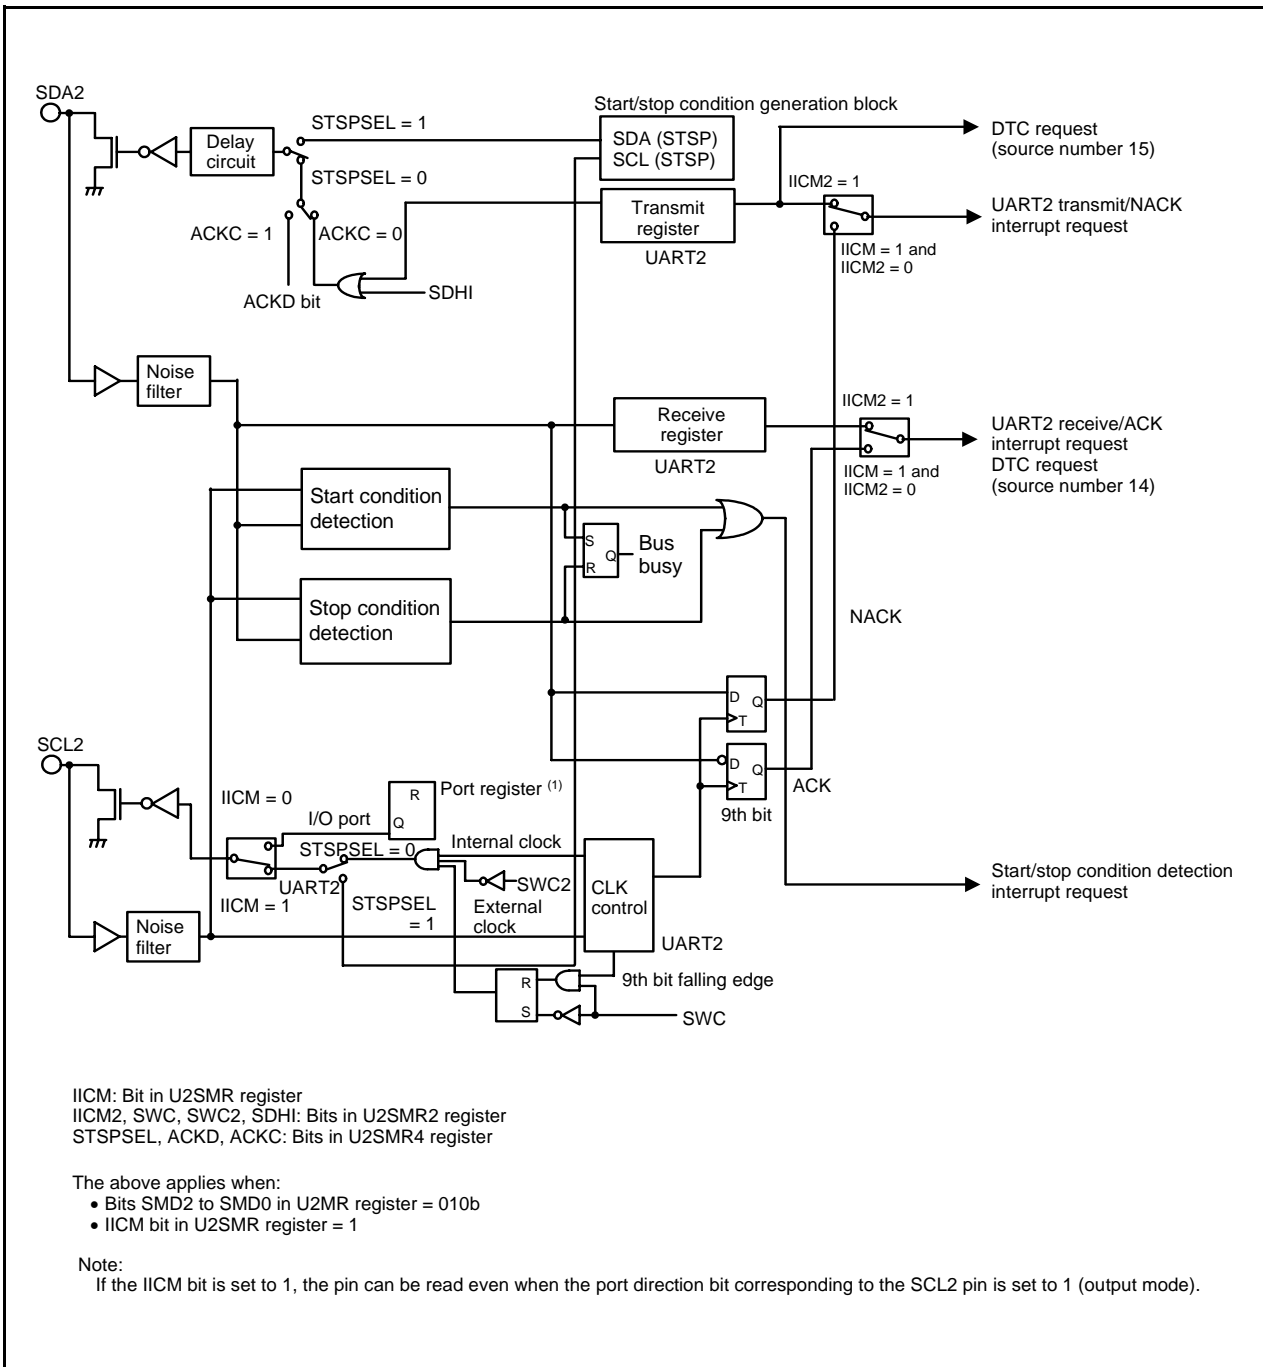 SDA2
STSPSEL = 1
Start/stop condition generation block
SDA (STSP)
SCL (STSP)
DTC request
(source number 15)
Delay
circuit
STSPSEL = 0
IICM2 = 1
Transmit
register
UART2
UART2 transmit/NACK
interrupt request
ACKC = 1
ACKC = 0
IICM = 1 and
IICM2 = 0
ACKD bit
SDHI
Noise
filter
IICM2 = 1
Receive
register
UART2
UART2 receive/ACK
interrupt request
DTC request
(source number 14)
IICM = 1 and
IICM2 = 0
Start condition
detection
S
R
Q
Bus
busy
Stop condition
detection
NACK
D
Q
T
SCL2
D
Q
T
ACK
9th bit
IICM = 0
R
Q
Port register (1)
I/O port
STSPSEL = 0
Internal clock
UART2
SWC2
CLK
control
IICM = 1
STSPSEL
= 1
External
clock
Start/stop condition detection
interrupt request
Noise
filter
UART2
R
S
9th bit falling edge
SWC
IICM: Bit in U2SMR register
IICM2, SWC, SWC2, SDHI: Bits in U2SMR2 register
STSPSEL, ACKD, ACKC: Bits in U2SMR4 register
The above applies when:
• Bits SMD2 to SMD0 in U2MR register = 010b
• IICM bit in U2SMR register = 1
Note:
If the IICM bit is set to 1, the pin can be read even when the port direction bit corresponding to the SCL2 pin is set to 1 (output mode).